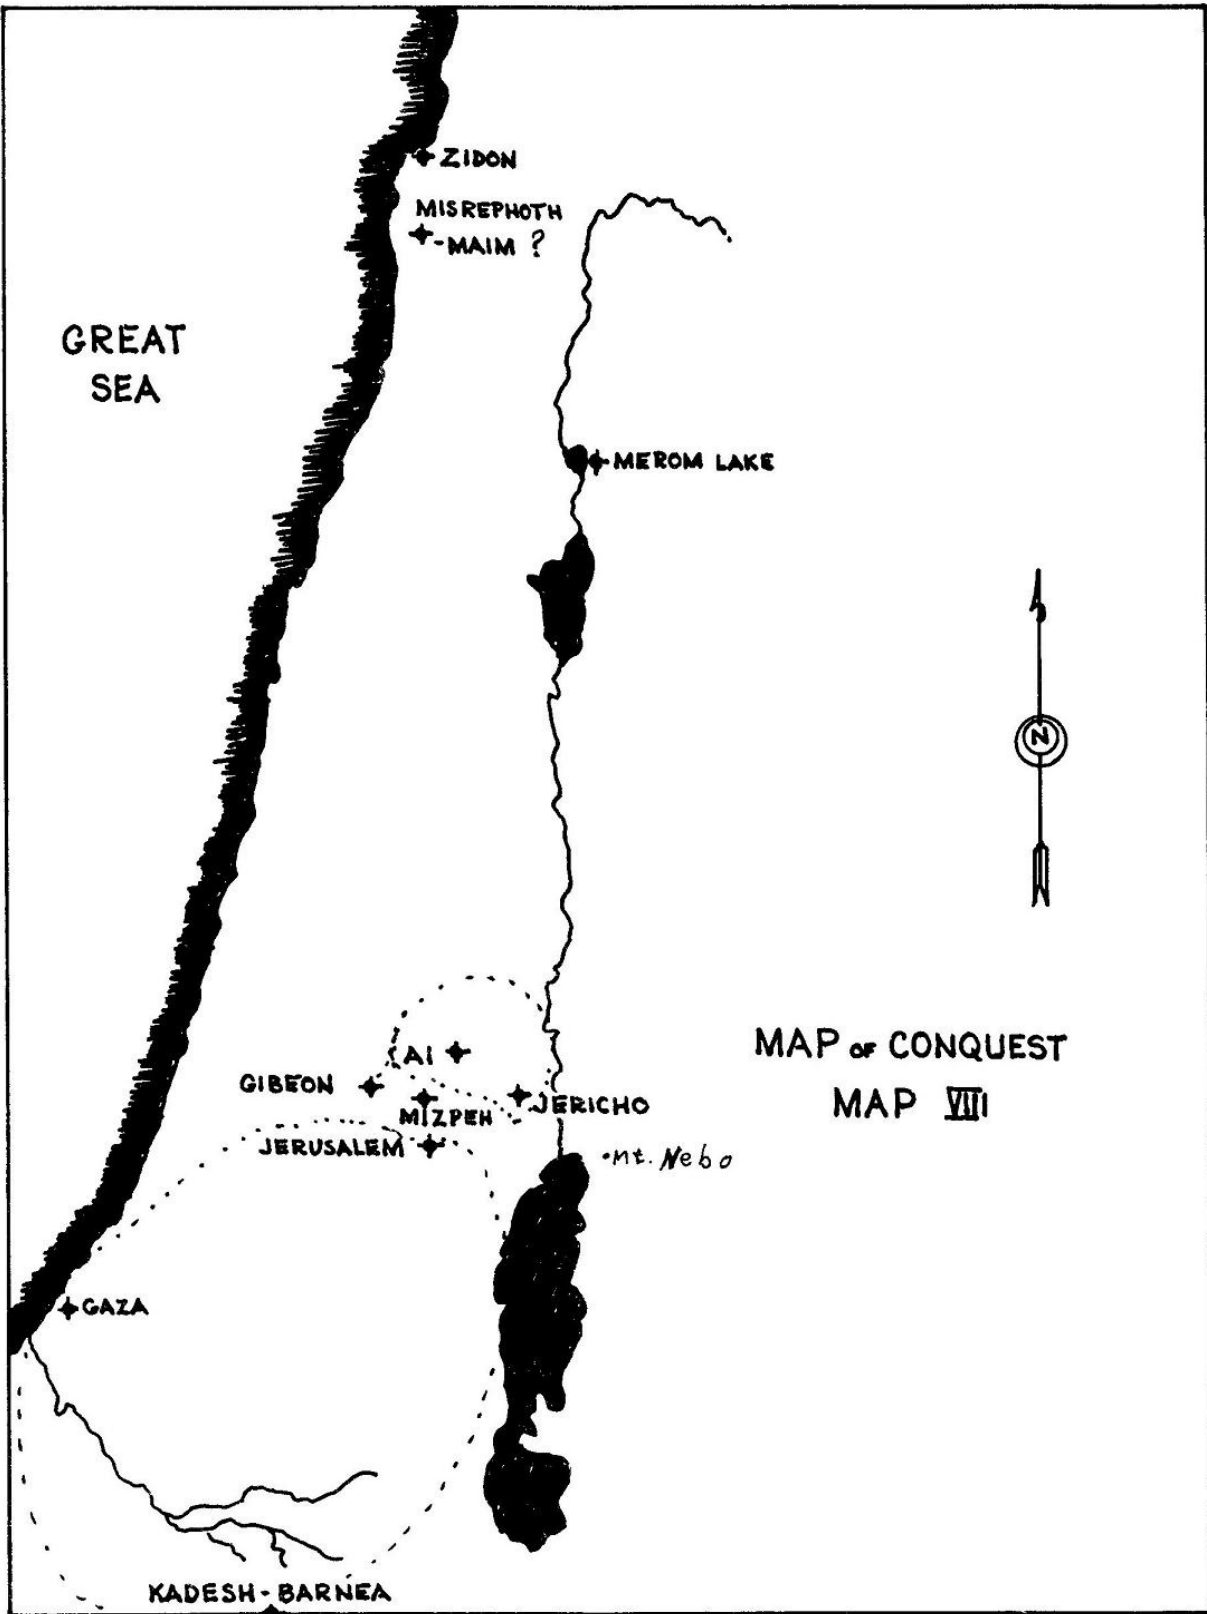 ZIDON
MISREPHOTH
-MAIM ?
GREAT
SEA
MEROM LAKE
N
MAP OF CONQUEST
MAP VIII
AI
GIBEON
MIZPEH
JERICHO
JERUSALEM
•Mt. Nebo
GAZA
KADESH-BARNEA